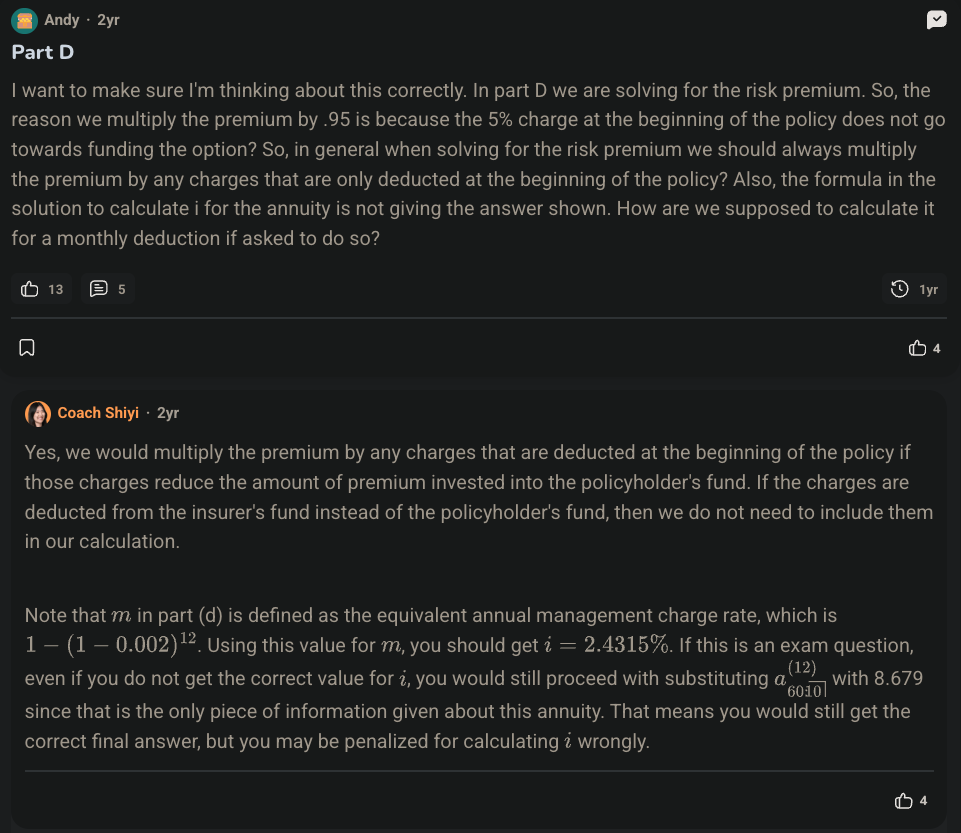 Andy · 2yr
Part D
I want to make sure I'm thinking about this correctly. In part D we are solving for the risk premium. So, the
reason we multiply the premium by .95 is because the 5% charge at the beginning of the policy does not go
towards funding the option? So, in general when solving for the risk premium we should always multiply
the premium by any charges that are only deducted at the beginning of the policy? Also, the formula in the
solution to calculate i for the annuity is not giving the answer shown. How are we supposed to calculate it
for a monthly deduction if asked to do so?
13 5 1yr
4
Coach Shiyi · 2yr
Yes, we would multiply the premium by any charges that are deducted at the beginning of the policy if
those charges reduce the amount of premium invested into the policyholder's fund. If the charges are
deducted from the insurer's fund instead of the policyholder's fund, then we do not need to include them
in our calculation.
Note that m in part (d) is defined as the equivalent annual management charge rate, which is
1 − (1 − 0.002)^12. Using this value for m, you should get i = 2.4315%. If this is an exam question,
even if you do not get the correct value for i, you would still proceed with substituting a^(12)_60:10| with 8.679
since that is the only piece of information given about this annuity. That means you would still get the
correct final answer, but you may be penalized for calculating i wrongly.
4